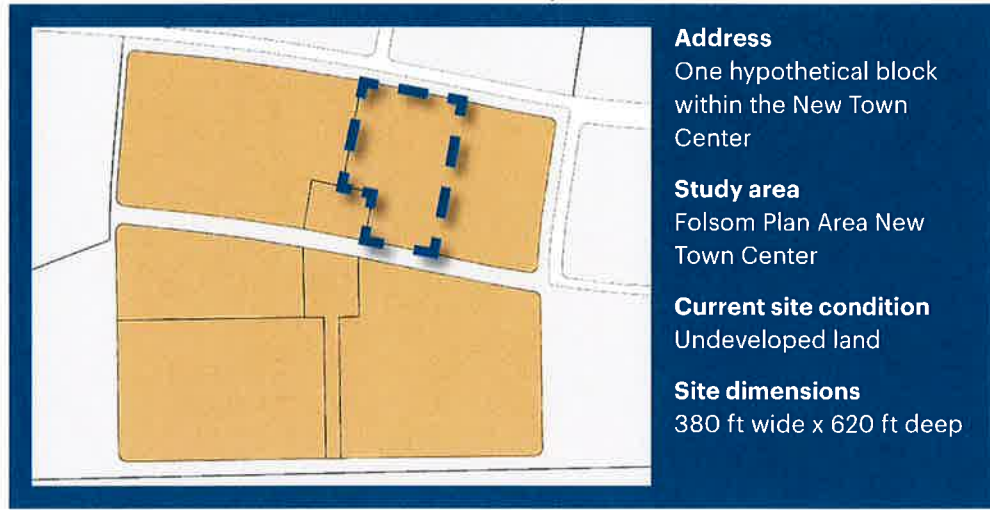 Address
One hypothetical block
within the New Town
Center
Study area
Folsom Plan Area New
Town Center
Current site condition
Undeveloped land
Site dimensions
380 ft wide x 620 ft deep